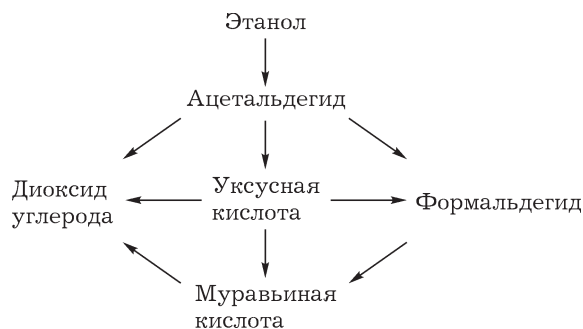 Этанол
Ацетальдегид
Диоксид
углерода
Уксусная
кислота
Формальдегид
Муравьиная
кислота